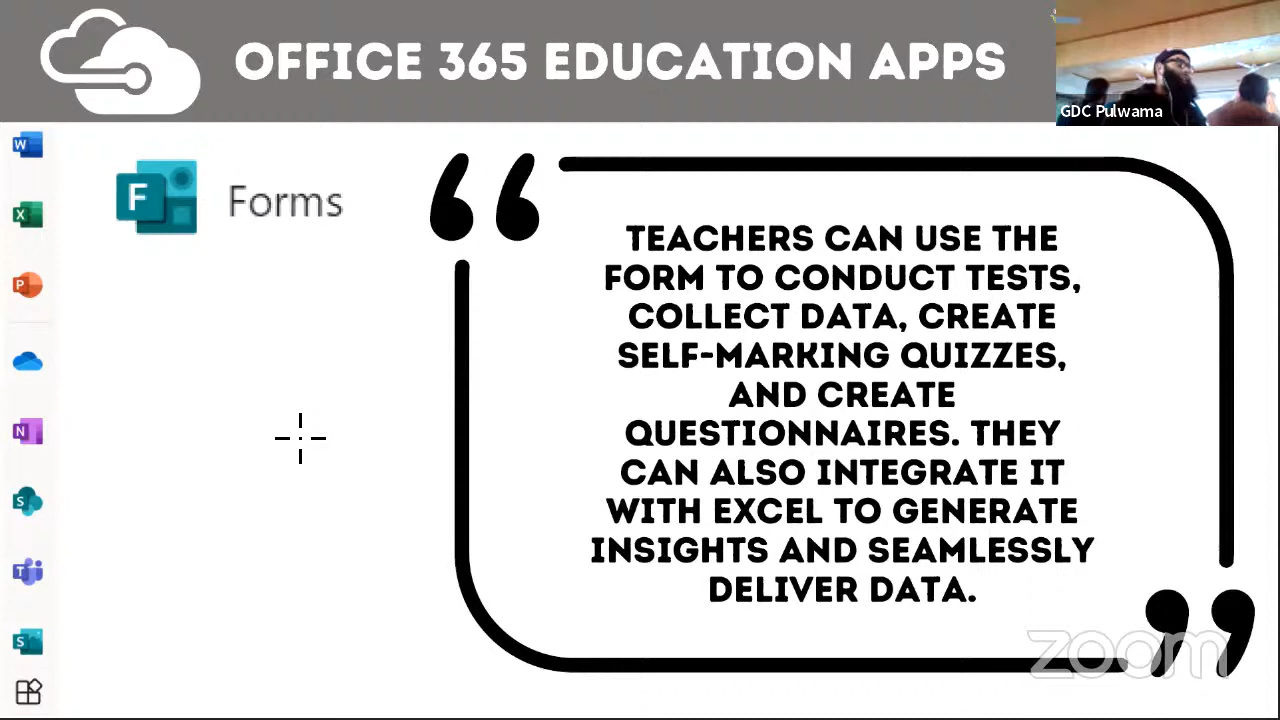 OFFICE 365 EDUCATION APPS
GDC Pulwama
W
X
P
N
S
T
S
F
Forms
TEACHERS CAN USE THE
FORM TO CONDUCT TESTS,
COLLECT DATA, CREATE
SELF-MARKING QUIZZES,
AND CREATE
QUESTIONNAIRES. THEY
CAN ALSO INTEGRATE IT
WITH EXCEL TO GENERATE
INSIGHTS AND SEAMLESSLY
DELIVER DATA.
zoom